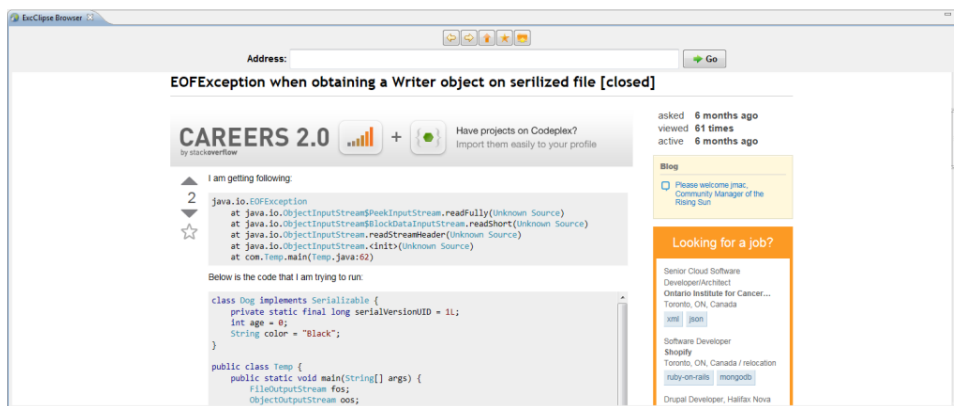 ExcClipse Browser
Address:
Go
EOFException when obtaining a Writer object on serilized file [closed]
CAREERS 2.0
by stackoverflow
+
Have projects on Codeplex?
Import them easily to your profile
asked 6 months ago
viewed 61 times
active 6 months ago
Blog
Please welcome jmac,
Community Manager of the
Rising Sun
2
I am getting following:
java.io.EOFException
at java.io.ObjectInputStream$PeekInputStream.readFully(Unknown Source)
at java.io.ObjectInputStream$BlockDataInputStream.readShort(Unknown Source)
at java.io.ObjectInputStream.readStreamHeader(Unknown Source)
at java.io.ObjectInputStream.<init>(Unknown Source)
at com.Temp.main(Temp.java:62)
Below is the code that I am trying to run:
class Dog implements Serializable {
private static final long serialVersionUID = 1L;
int age = 0;
String color = "Black";
}
public class Temp {
public static void main(String[] args) {
FileOutputStream fos;
ObjectOutputStream oos;
Looking for a job?
Senior Cloud Software
Developer/Architect
Ontario Institute for Cancer...
Toronto, ON, Canada
xml json
Software Developer
Shopify
Toronto, ON, Canada / relocation
ruby-on-rails mongodb
Drupal Developer, Halifax Nova